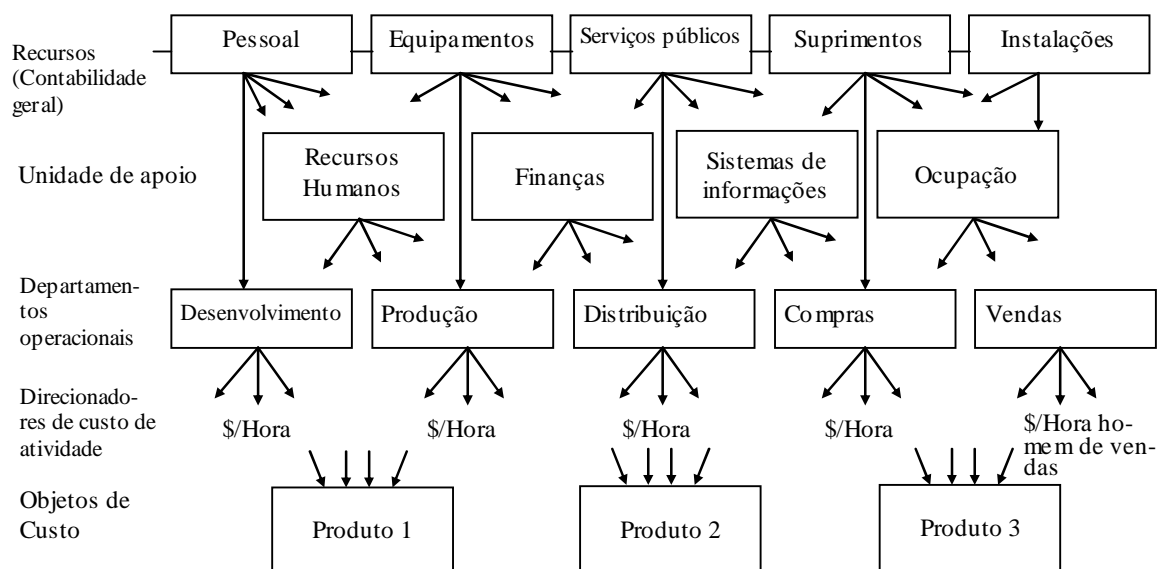 Recursos
(Contabilidade
geral)
Pessoal
Equipamentos
Serviços públicos
Suprimentos
Instalações
Unidade de apoio
Recursos
Humanos
Finanças
Sistemas de
informações
Ocupação
Departamen-
tos
operacionais
Desenvolvimento
Produção
Distribuição
Compras
Vendas
Direcionado-
res de custo de
atividade
$/Hora
$/Hora
$/Hora
$/Hora
$/Hora ho-
mem de ven-
das
Objetos de
Custo
Produto 1
Produto 2
Produto 3